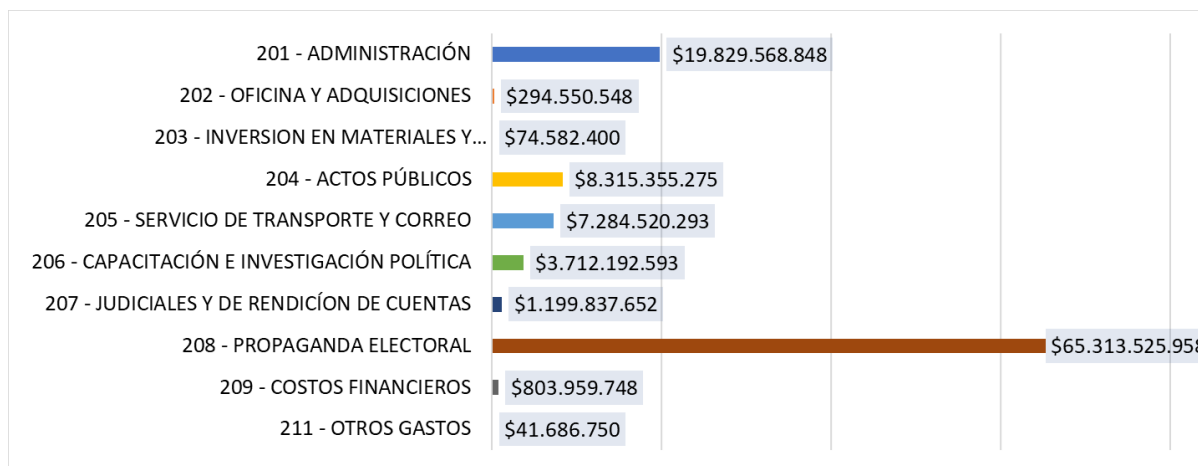 201 - ADMINISTRACIÓN $19.829.568.848
202 - OFICINA Y ADQUISICIONES $294.550.548
203 - INVERSION EN MATERIALES Y... $74.582.400
204 - ACTOS PÚBLICOS $8.315.355.275
205 - SERVICIO DE TRANSPORTE Y CORREO $7.284.520.293
206 - CAPACITACIÓN E INVESTIGACIÓN POLÍTICA $3.712.192.593
207 - JUDICIALES Y DE RENDICÍON DE CUENTAS $1.199.837.652
208 - PROPAGANDA ELECTORAL $65.313.525.958
209 - COSTOS FINANCIEROS $803.959.748
211 - OTROS GASTOS $41.686.750